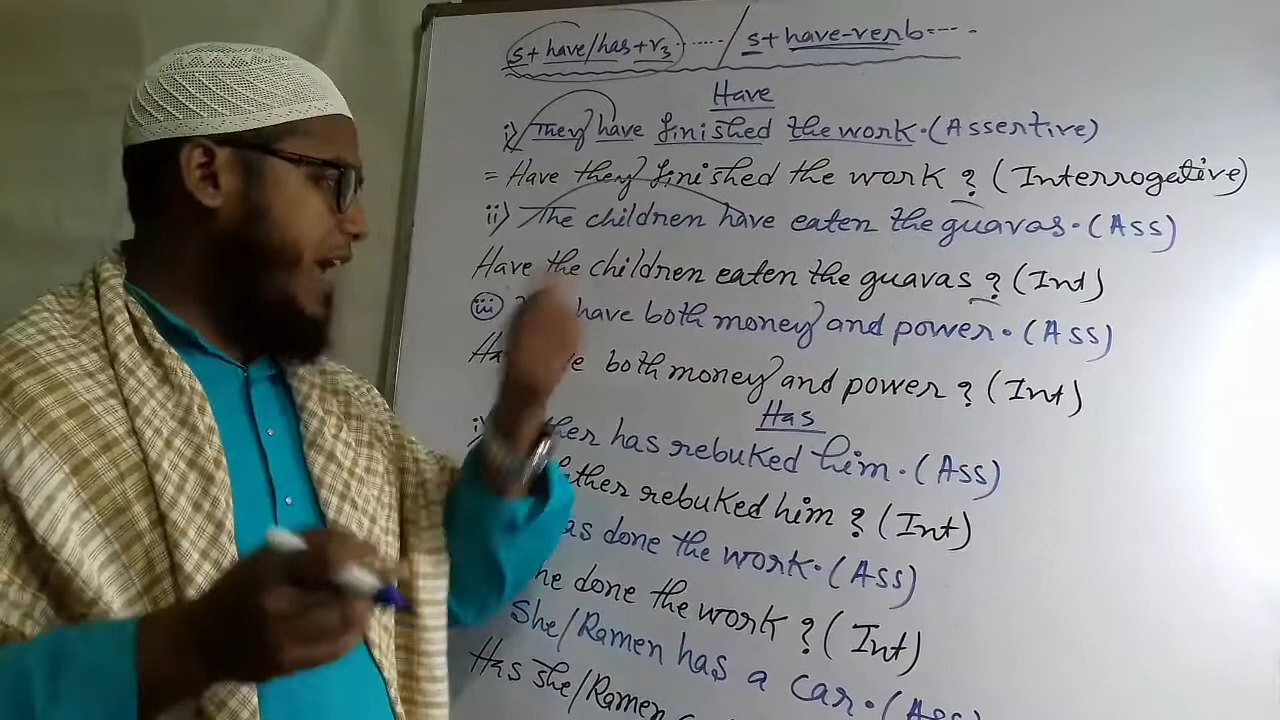 s+ have/has+v3 ...... / s+ have-verb-----
Have
i) They have finished the work. (Assertive)
= Have they finished the work ? (Interrogative)
ii) The children have eaten the guavas. (Ass)
Have the children eaten the guavas ? (Int)
iii) have both money and power. (Ass)
both money and power ? (Int)
Has
has rebuked him. (Ass)
rebuked him ? (Int)
done the work. (Ass)
done the work ? (Int)
She/Ramen has a car. (Ass)
Has she/Ramen